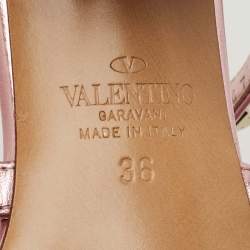 VALENTINO
GARAVANI
MADE IN ITALY
36